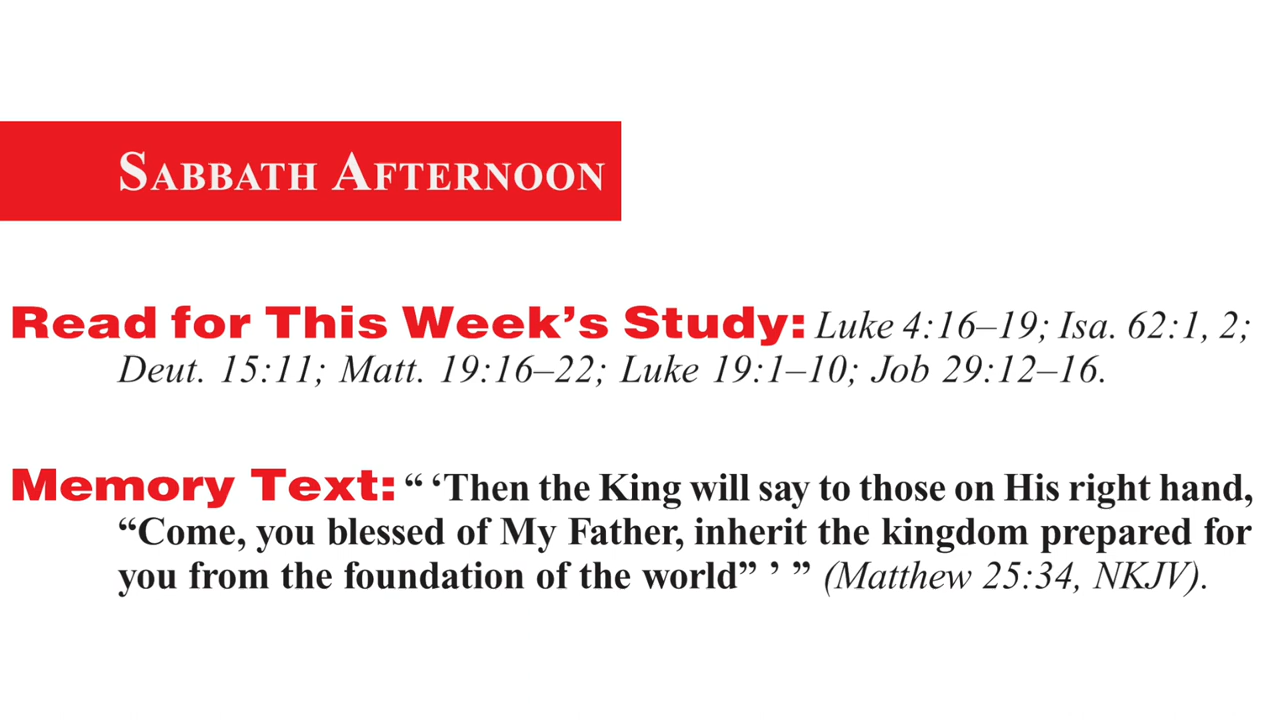 SABBATH AFTERNOON
Read for This Week’s Study: Luke 4:16–19; Isa. 62:1, 2;
Deut. 15:11; Matt. 19:16–22; Luke 19:1–10; Job 29:12–16.
Memory Text: “ ‘Then the King will say to those on His right hand,
“Come, you blessed of My Father, inherit the kingdom prepared for
you from the foundation of the world” ’ ” (Matthew 25:34, NKJV).